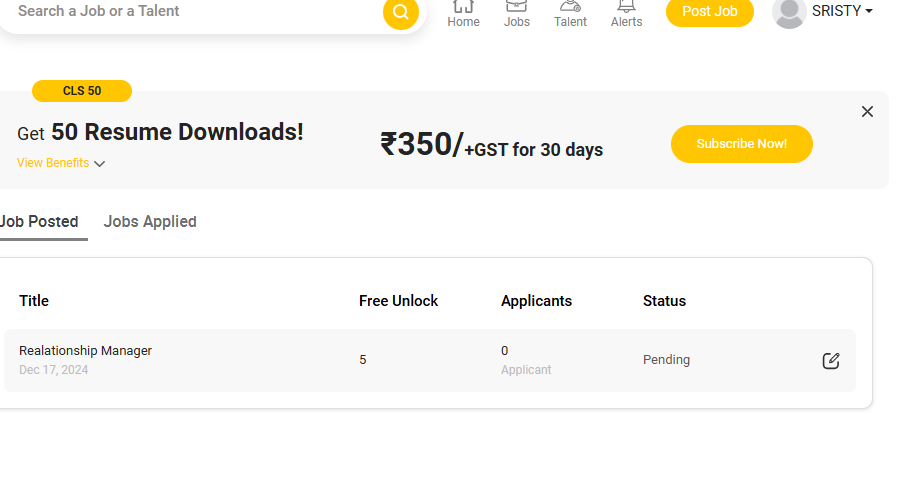 Search a Job or a Talent
Home Jobs Talent Alerts
Post Job
SRISTY
CLS 50
Get 50 Resume Downloads!
View Benefits
₹350/+GST for 30 days
Subscribe Now!
Job Posted Jobs Applied
Title Free Unlock Applicants Status
Realationship Manager 5 0 Pending
Dec 17, 2024 Applicant